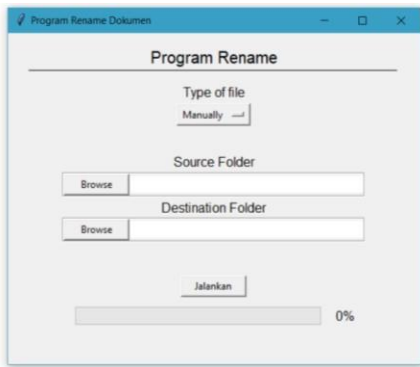 Program Rename Dokumen
Program Rename
Type of file
Manually
Source Folder
Browse
Destination Folder
Browse
Jalankan
0%